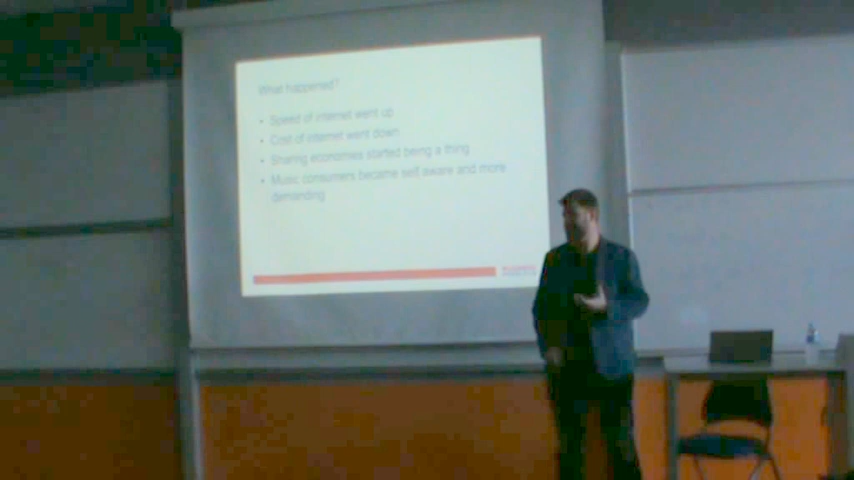 What happened?
• Speed of internet went up
• Cost of internet went down
• Sharing economies started being a thing
• Music consumers became self aware and more
demanding